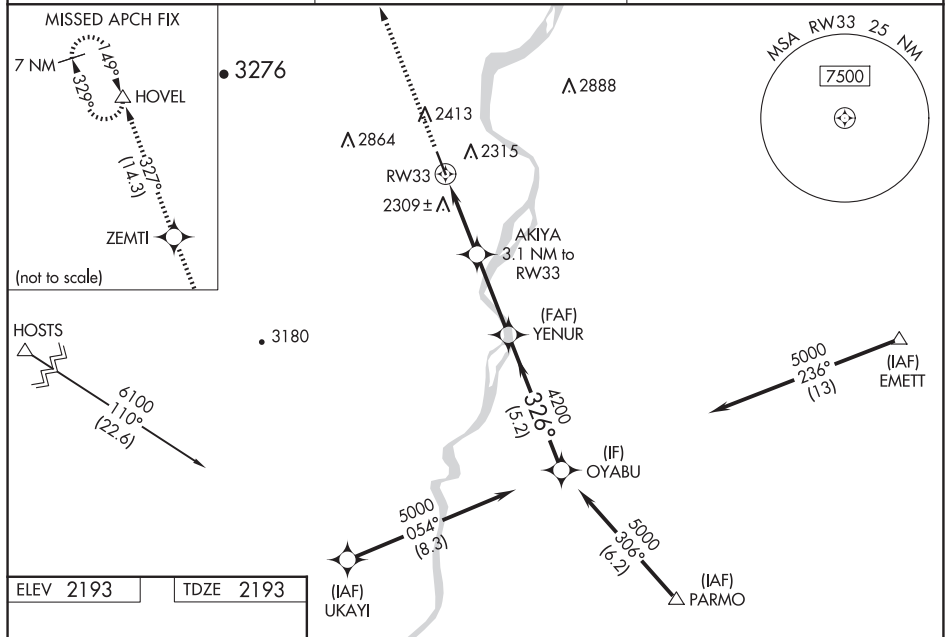 MISSED APCH FIX
7 NM
149°
329°
HOVEL
327°
(14.3)
ZEMTI
(not to scale)
3276
2888
2413
2864
2315
RW33
2309 ±
MSA RW33 25 NM
7500
AKIYA
3.1 NM to
RW33
(FAF)
YENUR
HOSTS
3180
6100
110°
(22.6)
5000
236°
(13)
(IAF)
EMETT
4200
326°
(5.2)
(IF)
OYABU
5000
054°
(8.3)
5000
306°
(6.2)
(IAF)
UKAYI
(IAF)
PARMO
ELEV 2193
TDZE 2193